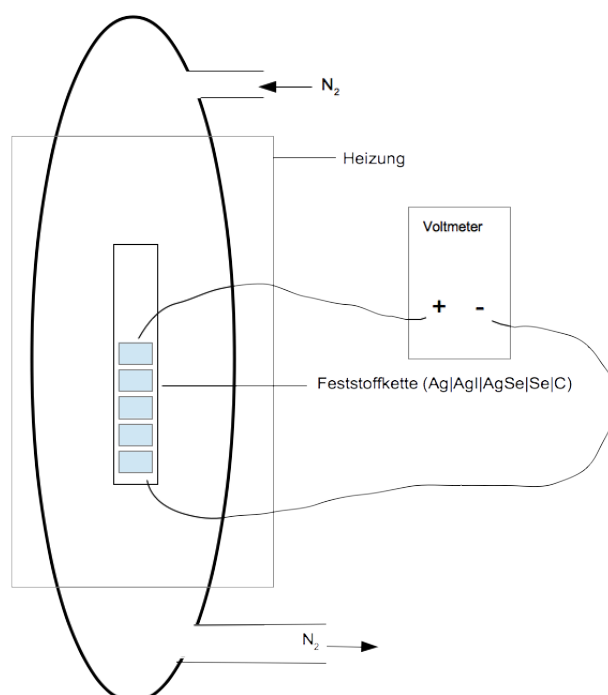 N₂
Heizung
Voltmeter
+ -
Feststoffkette (Ag|AgI|AgSe|Se|C)
N₂